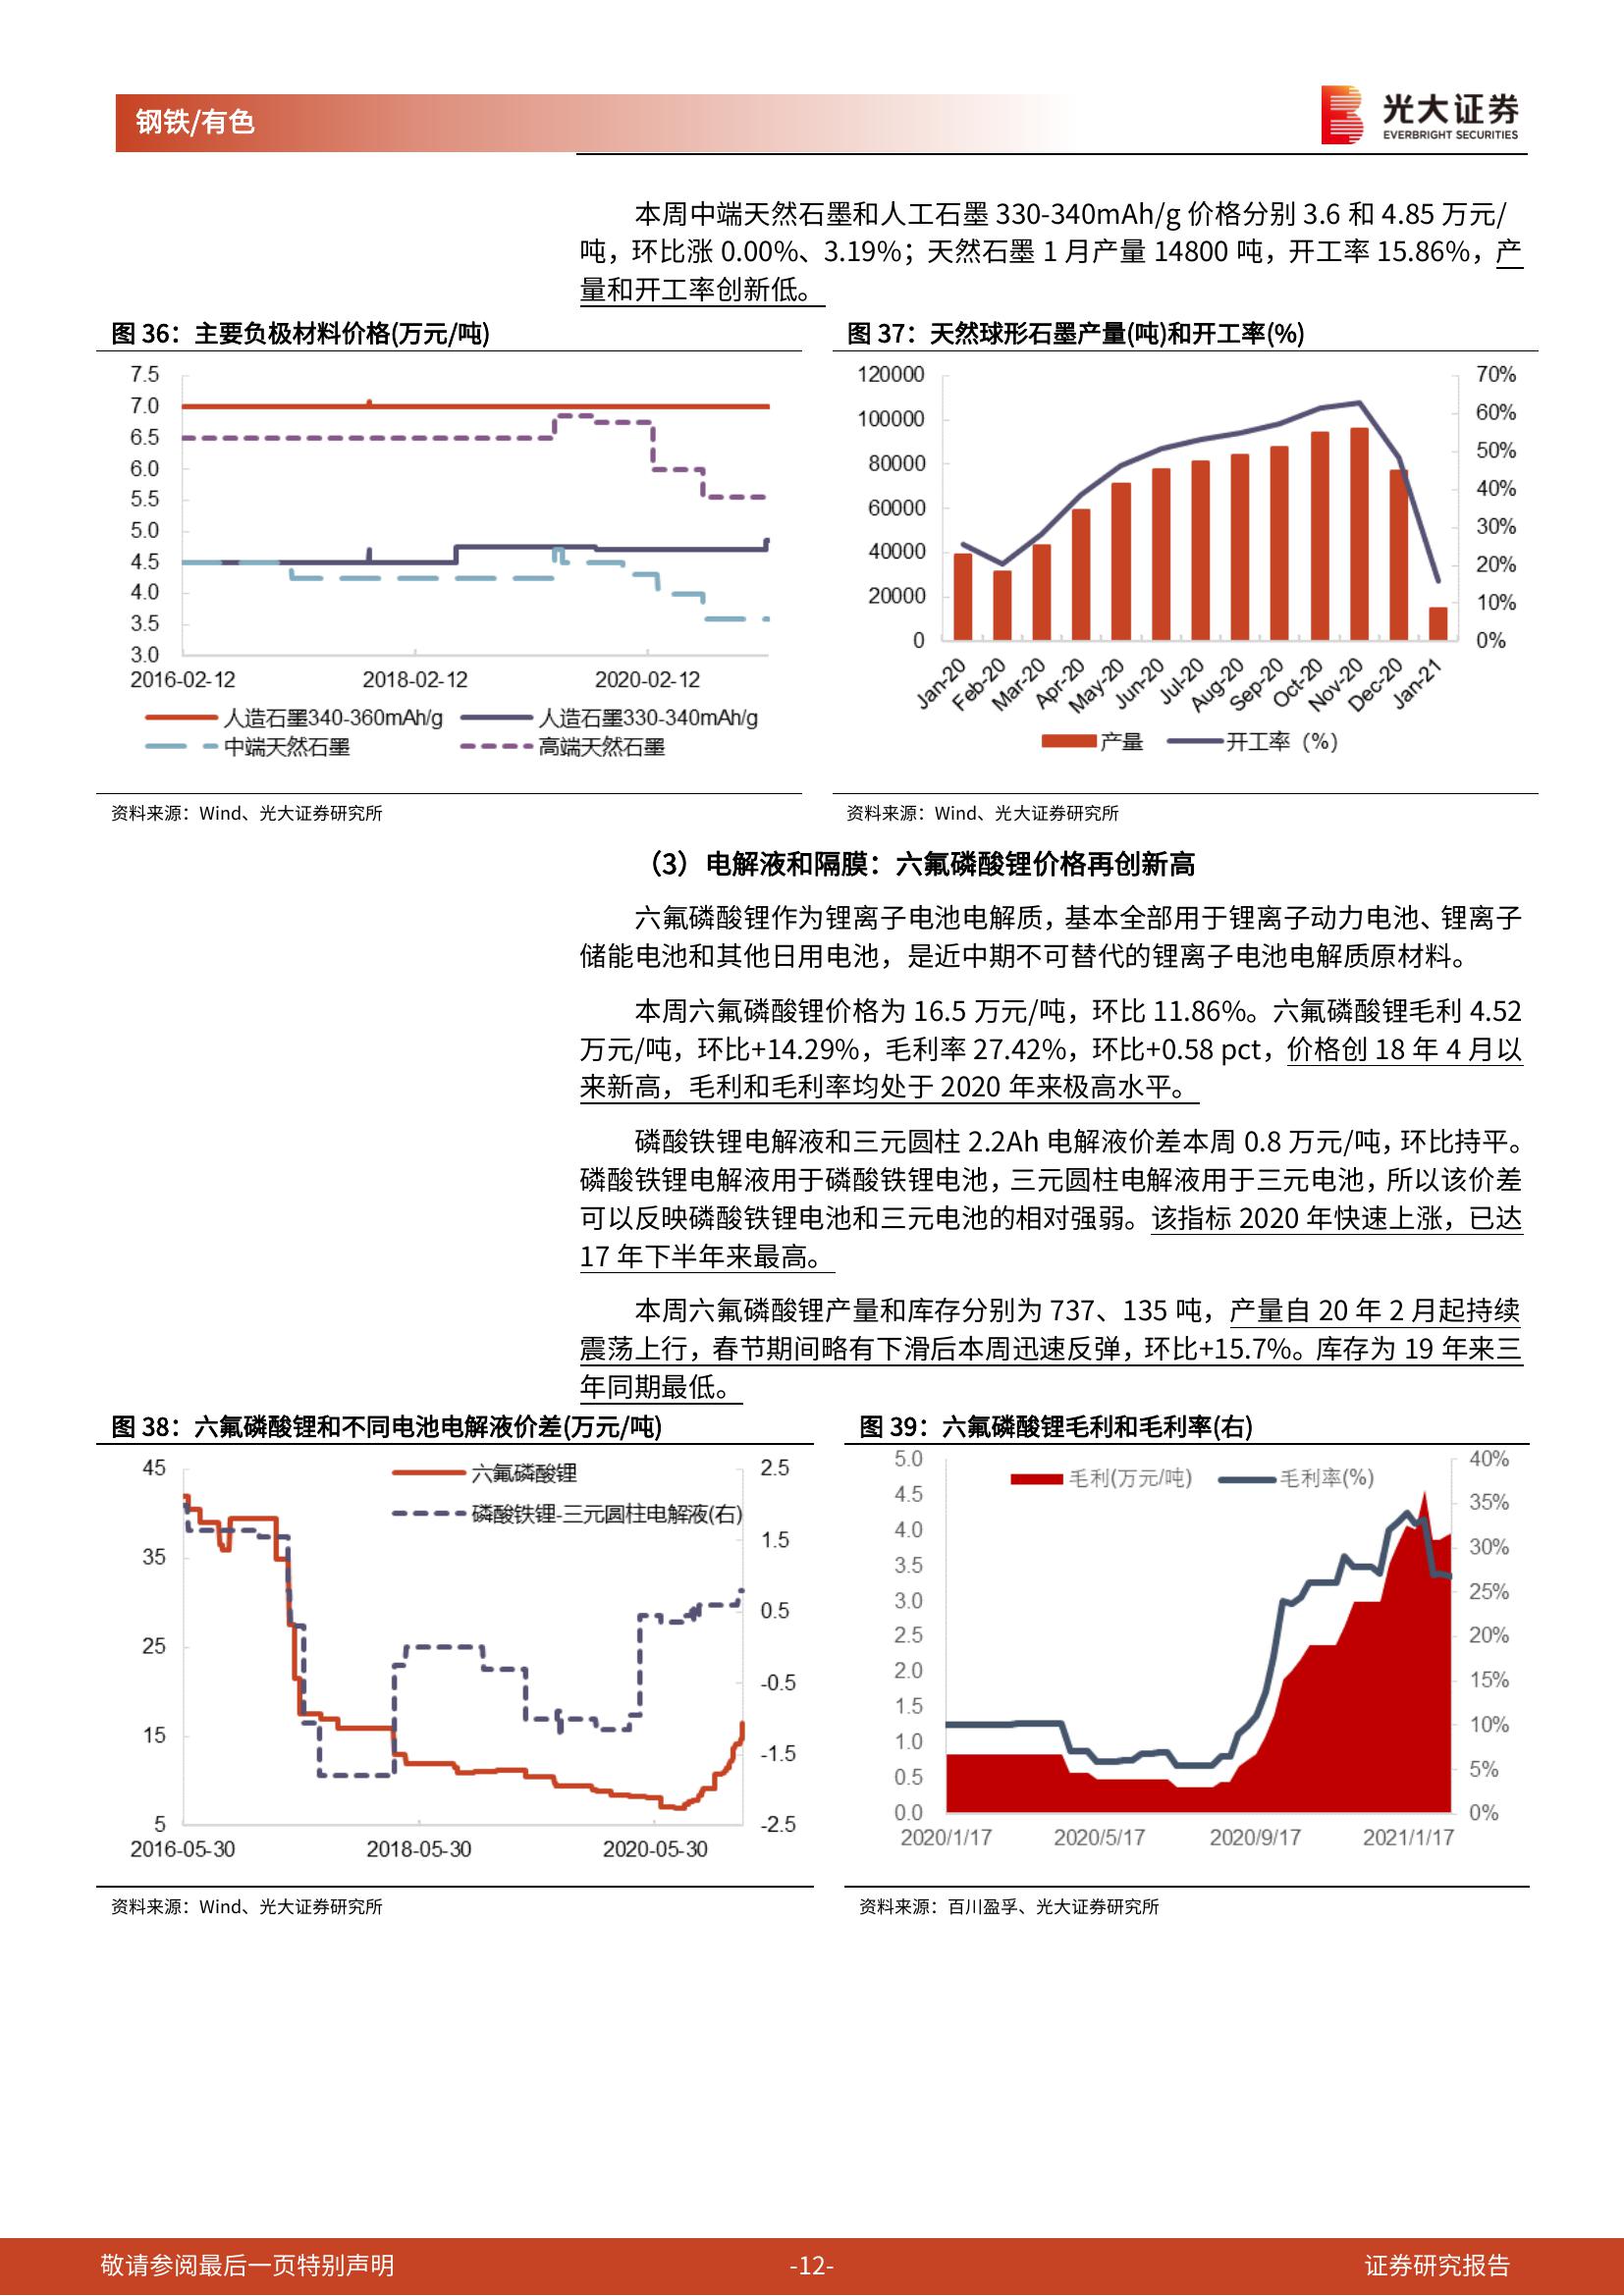 钢铁/有色
光大证券
EVERBRIGHT SECURITIES
本周中端天然石墨和人工石墨 330-340mAh/g 价格分别 3.6 和 4.85 万元/
吨，环比涨 0.00%、3.19%；天然石墨 1 月产量 14800 吨，开工率 15.86%，产
量和开工率创新低。
图 36：主要负极材料价格(万元/吨)
7.5
7.0
6.5
6.0
5.5
5.0
4.5
4.0
3.5
3.0
2016-02-12 2018-02-12 2020-02-12
人造石墨340-360mAh/g 人造石墨330-340mAh/g
中端天然石墨 高端天然石墨
资料来源：Wind、光大证券研究所
图 37：天然球形石墨产量(吨)和开工率(%)
120000 70%
100000 60%
80000 50%
60000 40%
40000 30%
20000 20%
0 10%
0%
Jan-20 Feb-20 Mar-20 Apr-20 May-20 Jun-20 Jul-20 Aug-20 Sep-20 Oct-20 Nov-20 Dec-20 Jan-21
产量 开工率（%）
资料来源：Wind、光大证券研究所
（3）电解液和隔膜：六氟磷酸锂价格再创新高
六氟磷酸锂作为锂离子电池电解质，基本全部用于锂离子动力电池、锂离子
储能电池和其他日用电池，是近中期不可替代的锂离子电池电解质原材料。
本周六氟磷酸锂价格为 16.5 万元/吨，环比 11.86%。六氟磷酸锂毛利 4.52
万元/吨，环比+14.29%，毛利率 27.42%，环比+0.58 pct，价格创 18 年 4 月以
来新高，毛利和毛利率均处于 2020 年来极高水平。
磷酸铁锂电解液和三元圆柱 2.2Ah 电解液价差本周 0.8 万元/吨，环比持平。
磷酸铁锂电解液用于磷酸铁锂电池，三元圆柱电解液用于三元电池，所以该价差
可以反映磷酸铁锂电池和三元电池的相对强弱。该指标 2020 年快速上涨，已达
17 年下半年来最高。
本周六氟磷酸锂产量和库存分别为 737、135 吨，产量自 20 年 2 月起持续
震荡上行，春节期间略有下滑后本周迅速反弹，环比+15.7%。库存为 19 年来三
年同期最低。
图 38：六氟磷酸锂和不同电池电解液价差(万元/吨)
45
35
25
15
5
六氟磷酸锂
磷酸铁锂-三元圆柱电解液(右)
2.5
1.5
0.5
-0.5
-1.5
-2.5
2016-05-30 2018-05-30 2020-05-30
资料来源：Wind、光大证券研究所
图 39：六氟磷酸锂毛利和毛利率(右)
5.0
4.5
4.0
3.5
3.0
2.5
2.0
1.5
1.0
0.5
0.0
毛利(万元/吨) 毛利率(%)
40%
35%
30%
25%
20%
15%
10%
5%
0%
2020/1/17 2020/5/17 2020/9/17 2021/1/17
资料来源：百川盈孚、光大证券研究所
敬请参阅最后一页特别声明 -12- 证券研究报告